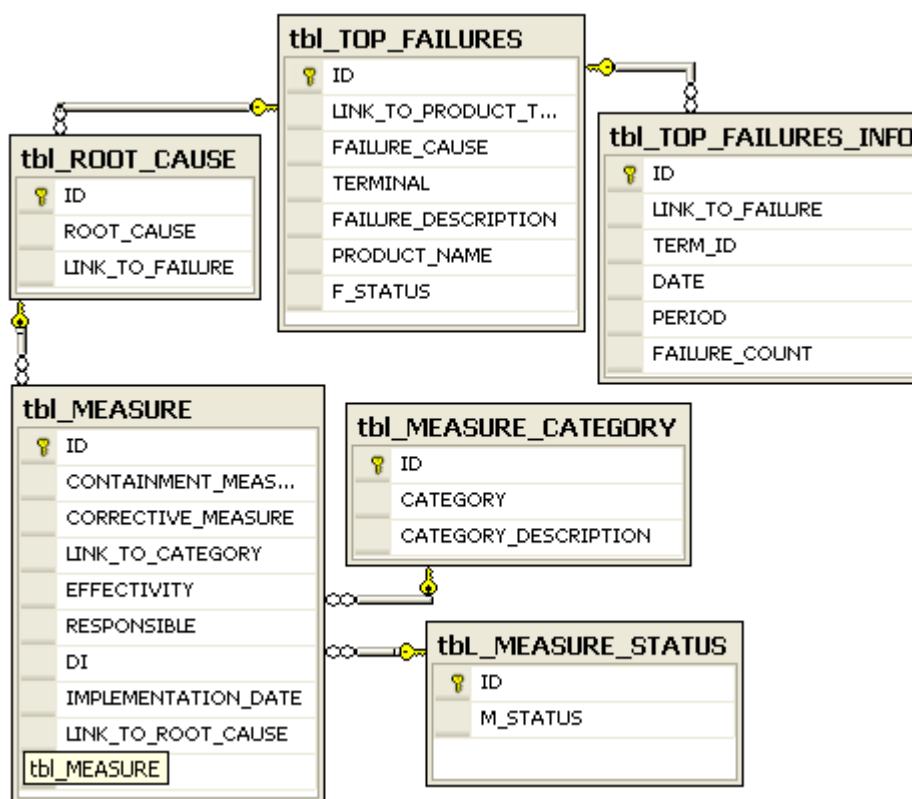 tbl_TOP_FAILURES
ID
LINK_TO_PRODUCT_T...
FAILURE_CAUSE
TERMINAL
FAILURE_DESCRIPTION
PRODUCT_NAME
F_STATUS
tbl_ROOT_CAUSE
ID
ROOT_CAUSE
LINK_TO_FAILURE
tbl_TOP_FAILURES_INFO
ID
LINK_TO_FAILURE
TERM_ID
DATE
PERIOD
FAILURE_COUNT
tbl_MEASURE
ID
CONTAINMENT_MEAS...
CORRECTIVE_MEASURE
LINK_TO_CATEGORY
EFFECTIVITY
RESPONSIBLE
DI
IMPLEMENTATION_DATE
LINK_TO_ROOT_CAUSE
tbl_MEASURE
tbl_MEASURE_CATEGORY
ID
CATEGORY
CATEGORY_DESCRIPTION
tbL_MEASURE_STATUS
ID
M_STATUS